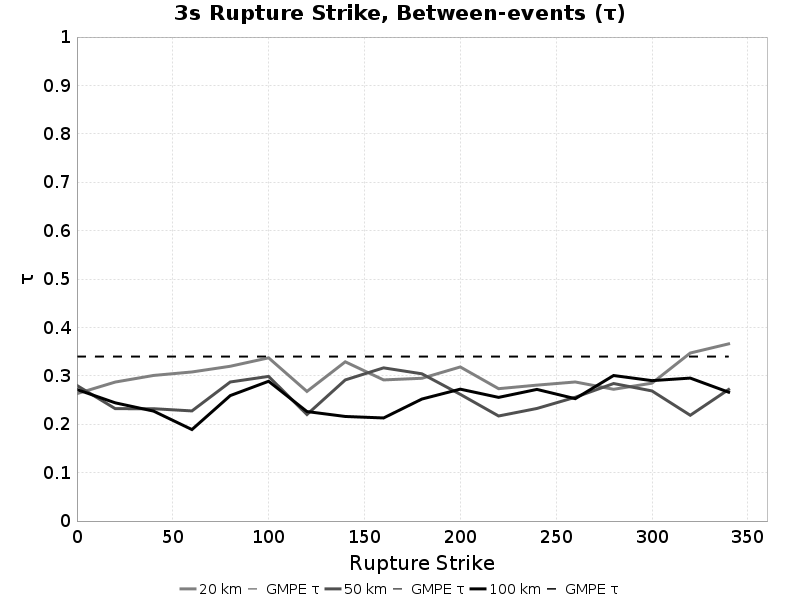 3s Rupture Strike, Between-events (τ)
1
0.9
0.8
0.7
0.6
0.5
0.4
0.3
0.2
0.1
0
τ
0 50 100 150 200 250 300 350
Rupture Strike
20 km GMPE τ 50 km GMPE τ 100 km GMPE τ